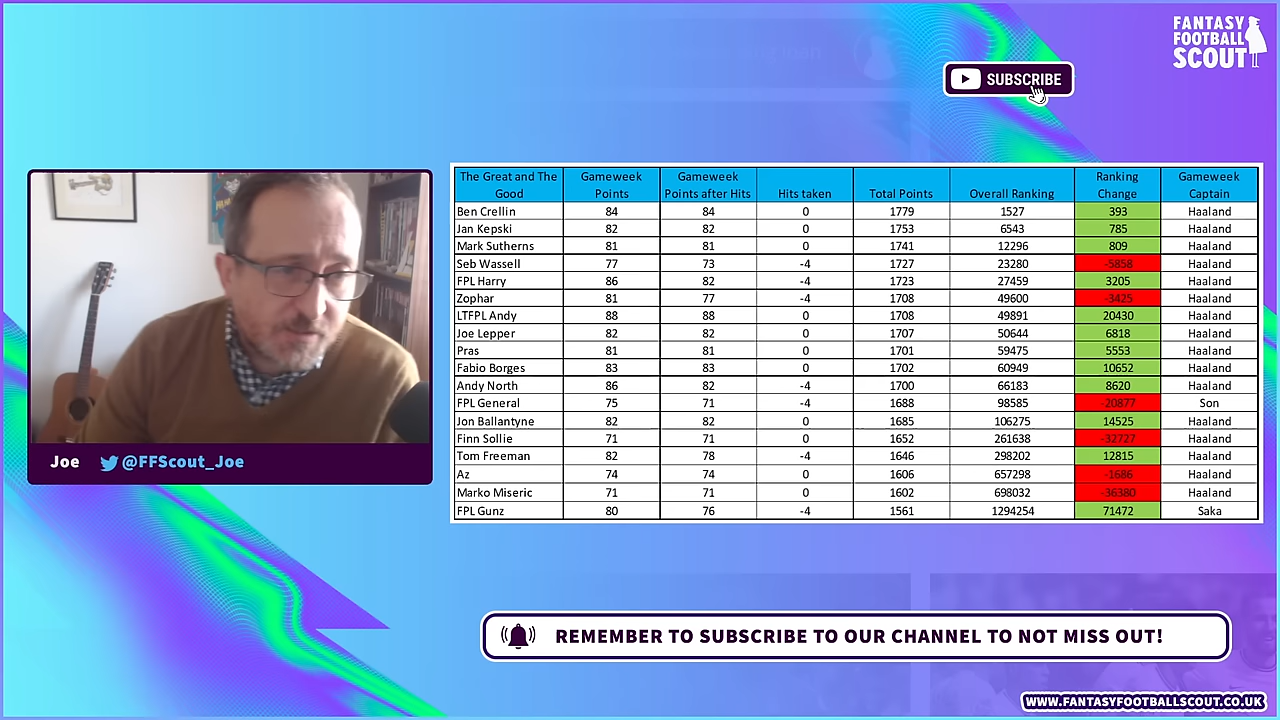 FANTASY
FOOTBALL
SCOUT
SUBSCRIBE
The Great and The Good Gameweek Points Gameweek Points after Hits Hits taken Total Points Overall Ranking Ranking Change Gameweek Captain
Ben Crellin 84 84 0 1779 1527 393 Haaland
Jan Kepski 82 82 0 1753 6543 785 Haaland
Mark Sutherns 81 81 0 1741 12296 809 Haaland
Seb Wassell 77 73 -4 1727 23280 -5858 Haaland
FPL Harry 86 82 -4 1723 27459 3205 Haaland
Zophar 81 77 -4 1708 49600 -3425 Haaland
LTFPL Andy 88 88 0 1708 49891 20430 Haaland
Joe Lepper 82 82 0 1707 50644 6818 Haaland
Pras 81 81 0 1701 59475 5553 Haaland
Fabio Borges 83 83 0 1702 60949 10652 Haaland
Andy North 86 82 -4 1700 66183 8620 Haaland
FPL General 75 71 -4 1688 98585 -20877 Son
Jon Ballantyne 82 82 0 1685 106275 14525 Haaland
Finn Sollie 71 71 0 1652 261638 -32727 Haaland
Tom Freeman 82 78 -4 1646 298202 12815 Haaland
Az 74 74 0 1606 657298 -1686 Haaland
Marko Miseric 71 71 0 1602 698032 -36380 Haaland
FPL Gunz 80 76 -4 1561 1294254 71472 Saka
Joe @FFScout_Joe
REMEMBER TO SUBSCRIBE TO OUR CHANNEL TO NOT MISS OUT!
WWW.FANTASYFOOTBALLSCOUT.CO.UK